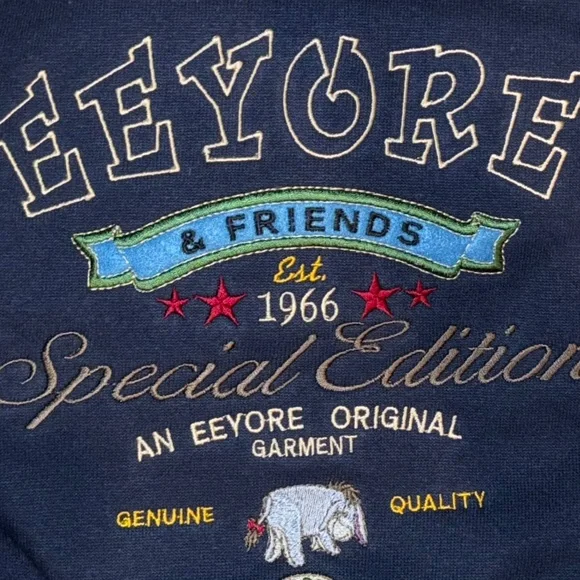 EEYORE
& FRIENDS
Est.
1966
Special Edition
AN EEYORE ORIGINAL
GARMENT
GENUINE QUALITY